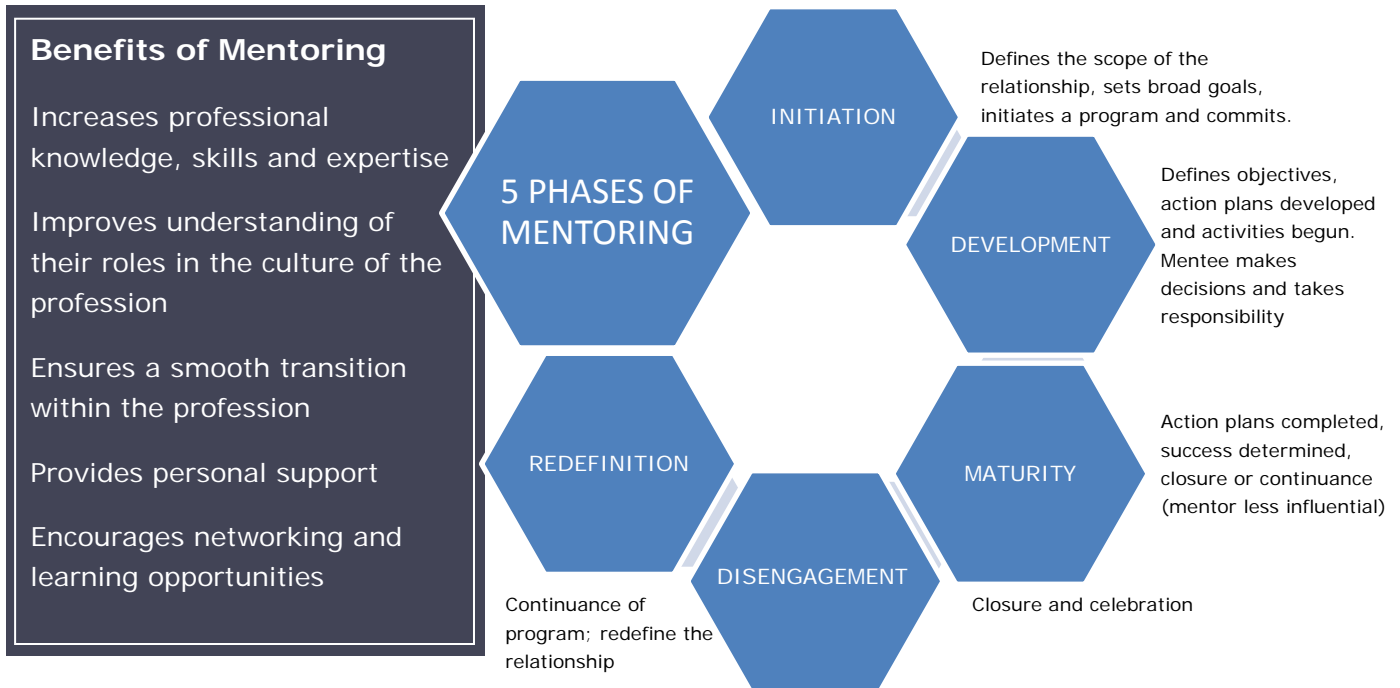 Benefits of Mentoring
Increases professional
knowledge, skills and expertise
Improves understanding of
their roles in the culture of the
profession
Ensures a smooth transition
within the profession
Provides personal support
Encourages networking and
learning opportunities
5 PHASES OF
MENTORING
INITIATION
Defines the scope of the
relationship, sets broad goals,
initiates a program and commits.
DEVELOPMENT
Defines objectives,
action plans developed
and activities begun.
Mentee makes
decisions and takes
responsibility
MATURITY
Action plans completed,
success determined,
closure or continuance
(mentor less influential)
DISENGAGEMENT
Closure and celebration
REDEFINITION
Continuance of
program; redefine the
relationship